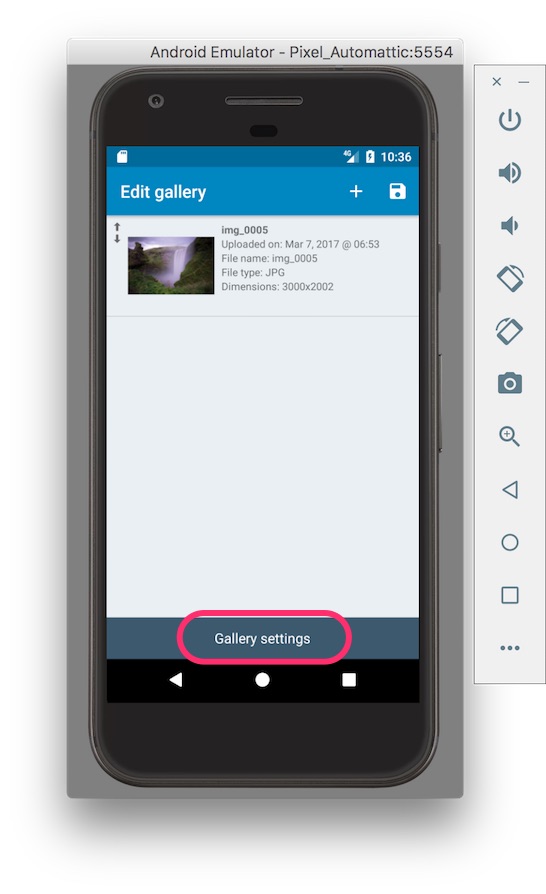 Android Emulator - Pixel_Automattic:5554
4G 10:36
Edit gallery
img_0005
Uploaded on: Mar 7, 2017 @ 06:53
File name: img_0005
File type: JPG
Dimensions: 3000x2002
Gallery settings